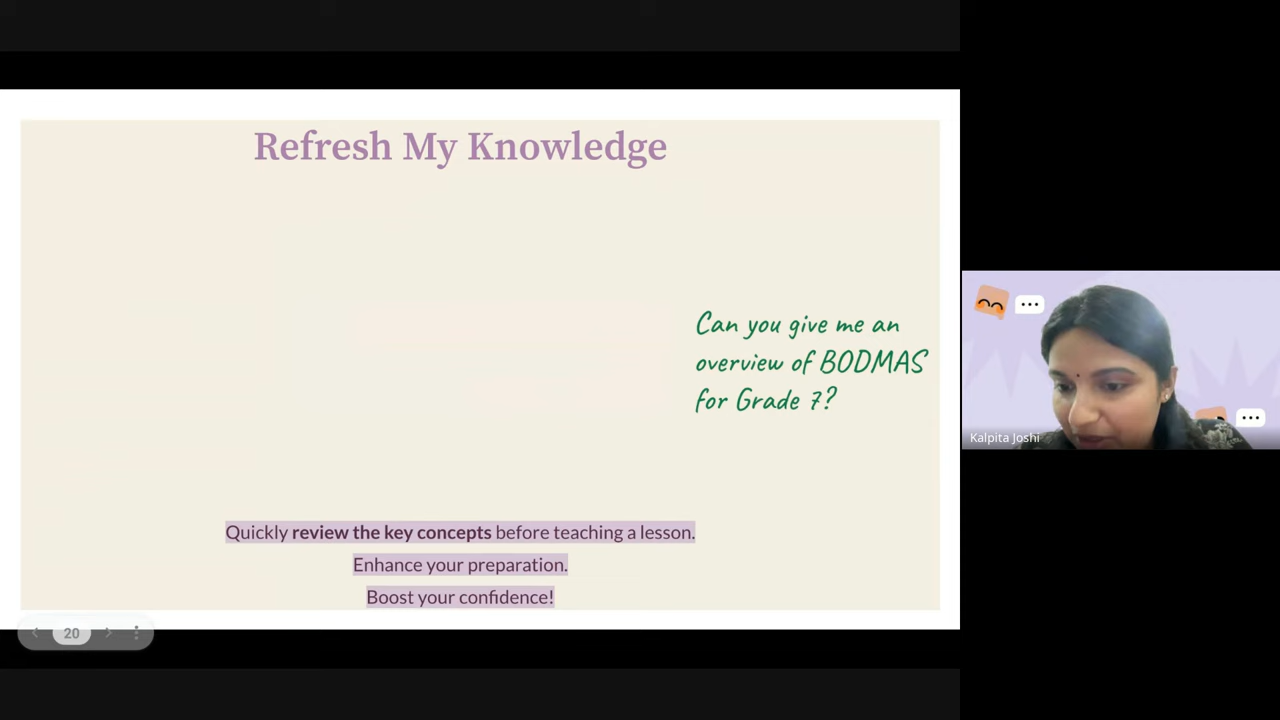 Refresh My Knowledge
Can you give me an
overview of BODMAS
for Grade 7?
Quickly review the key concepts before teaching a lesson.
Enhance your preparation.
Boost your confidence!
20
Kalpita Joshi